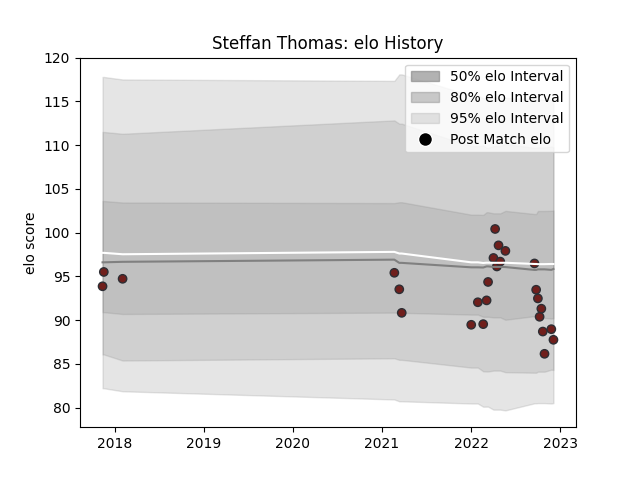 Steffan Thomas: elo History
120
115
110
105
100
95
90
85
80
elo score
50% elo Interval
80% elo Interval
95% elo Interval
Post Match elo
2018
2019
2020
2021
2022
2023